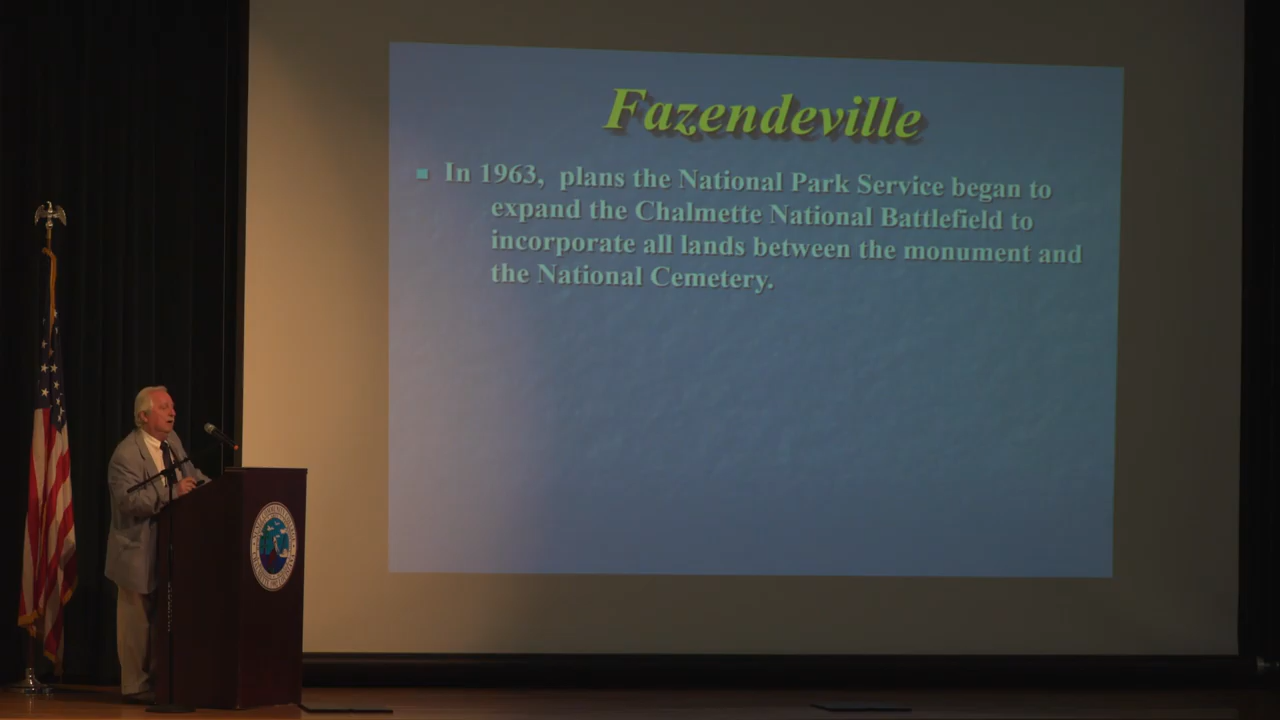 Fazendeville
In 1963,  plans the National Park Service began to
expand the Chalmette National Battlefield to
incorporate all lands between the monument and
the National Cemetery.